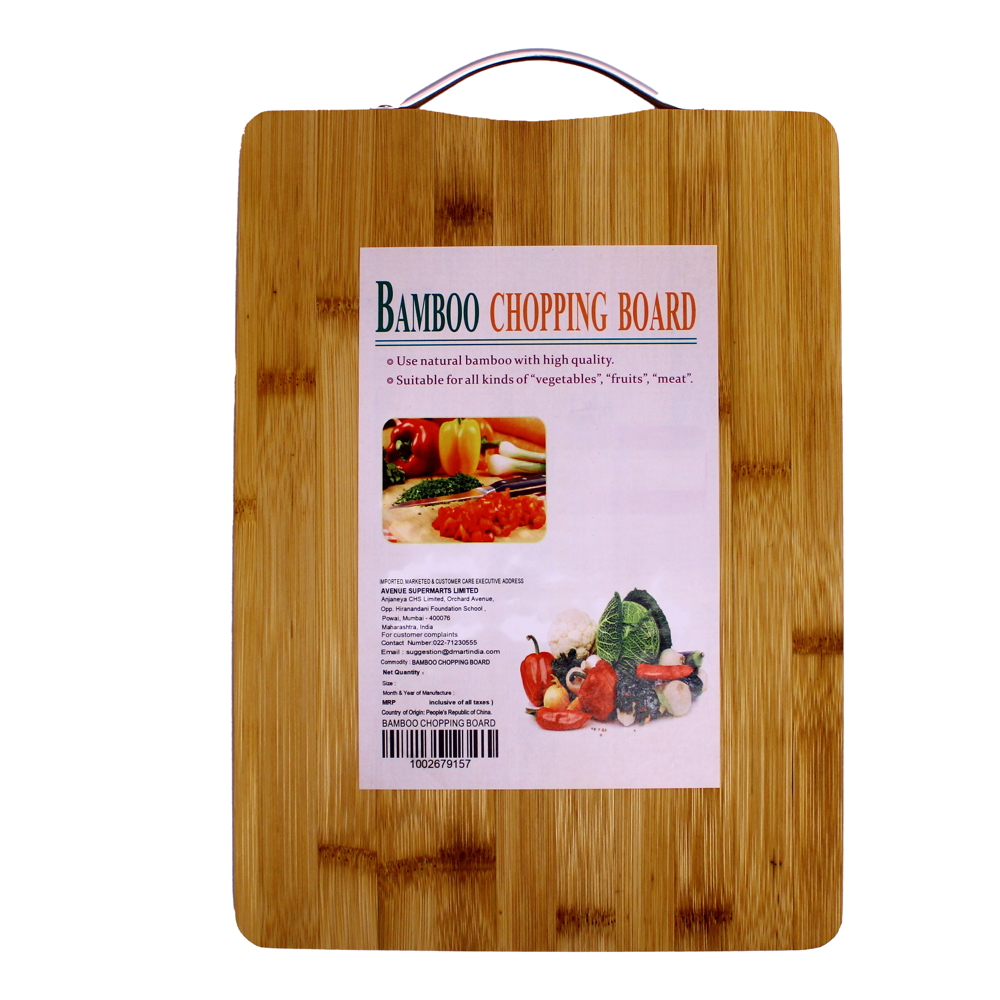 BAMBOO CHOPPING BOARD
Use natural bamboo with high quality.
Suitable for all kinds of “vegetables”, “fruits”, “meat”.
IMPORTED, MARKETED & CUSTOMER CARE EXECUTIVE ADDRESS
AVENUE SUPERMARTS LIMITED
Anjaneya CHS Limited, Orchard Avenue,
Opp. Hiranandani Foundation School ,
Powai, Mumbai - 400076
Maharashtra, India
For customer complaints
Contact Number:022-71230555
Email : suggestion@dmartindia.com
Commodity : BAMBOO CHOPPING BOARD
Net Quantity :
Size :
Month & Year of Manufacture :
MRP inclusive of all taxes )
Country of Origin: People's Republic of China.
BAMBOO CHOPPING BOARD
1002679157